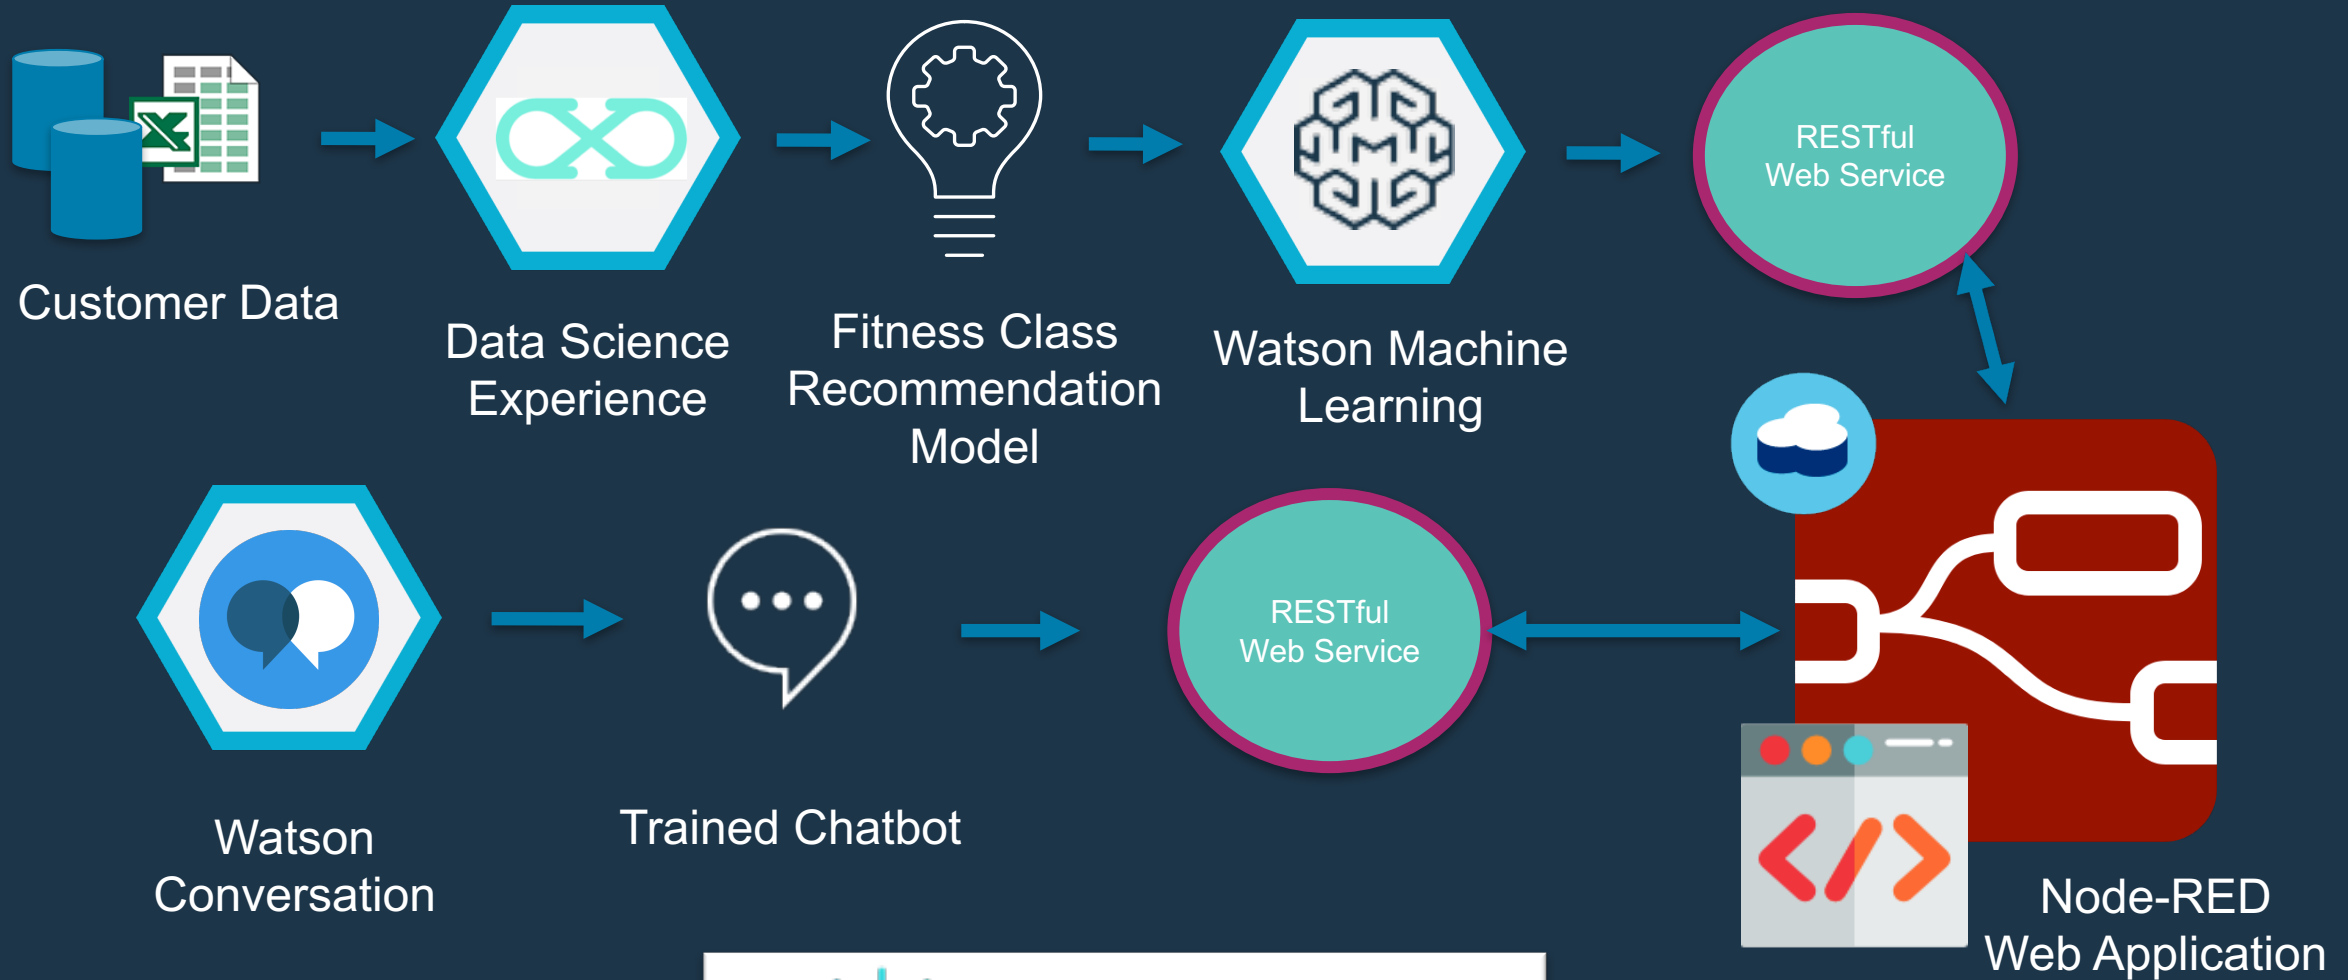 RESTful
Web Service
Customer Data
Data Science
Experience
Fitness Class
Recommendation
Model
Watson Machine
Learning
RESTful
Web Service
Trained Chatbot
Watson
Conversation
Node-RED
Web Application